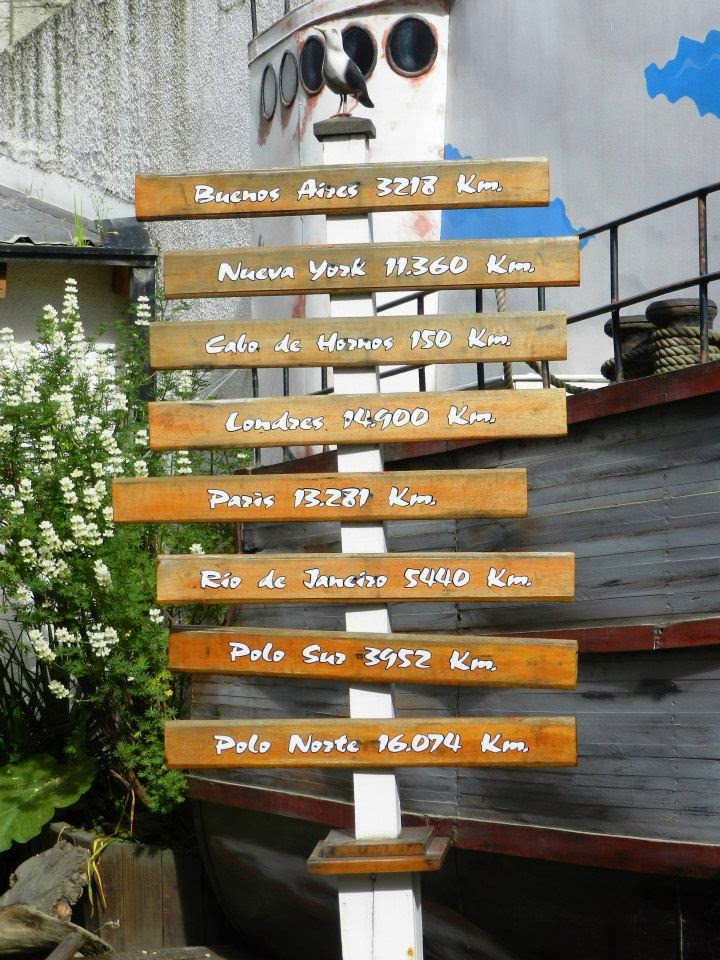 Buenos Aires 3218 Km.
Nueva York 11.360 Km.
Cabo de Hornos 150 Km.
Londres 14.900 Km.
Paris 13.281 Km.
Río de Janeiro 5440 Km.
Polo Sur 3952 Km.
Polo Norte 16.074 Km.